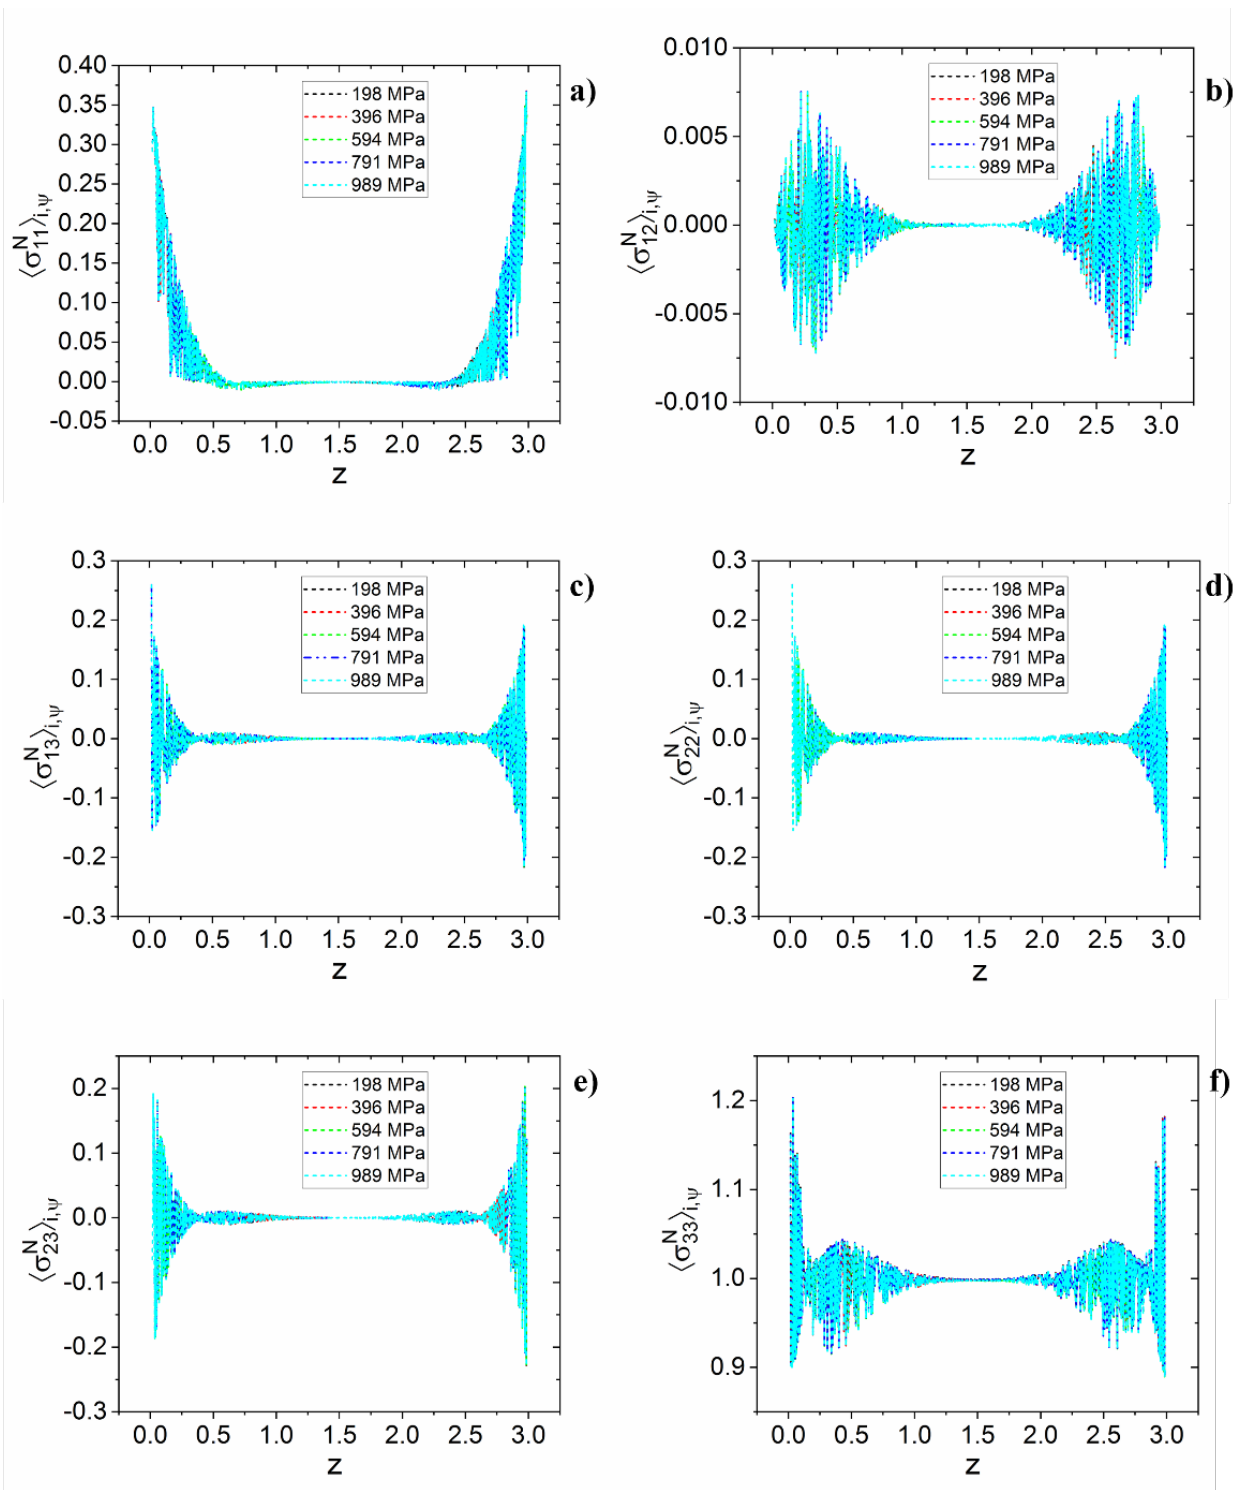 a)
0.40
0.35
0.30
0.25
0.20
0.15
0.10
0.05
0.00
-0.05
⟨σ₁₁ᴺ⟩i,ψ
198 MPa
396 MPa
594 MPa
791 MPa
989 MPa
0.0 0.5 1.0 1.5 2.0 2.5 3.0
z
b)
0.010
0.005
0.000
-0.005
-0.010
⟨σ₁₂ᴺ⟩i,ψ
198 MPa
396 MPa
594 MPa
791 MPa
989 MPa
0.0 0.5 1.0 1.5 2.0 2.5 3.0
z
c)
0.3
0.2
0.1
0.0
-0.1
-0.2
-0.3
⟨σ₁₃ᴺ⟩i,ψ
198 MPa
396 MPa
594 MPa
791 MPa
989 MPa
0.0 0.5 1.0 1.5 2.0 2.5 3.0
z
d)
0.3
0.2
0.1
0.0
-0.1
-0.2
-0.3
⟨σ₂₂ᴺ⟩i,ψ
198 MPa
396 MPa
594 MPa
791 MPa
989 MPa
0.0 0.5 1.0 1.5 2.0 2.5 3.0
z
e)
0.2
0.1
0.0
-0.1
-0.2
-0.3
⟨σ₂₃ᴺ⟩i,ψ
198 MPa
396 MPa
594 MPa
791 MPa
989 MPa
0.0 0.5 1.0 1.5 2.0 2.5 3.0
z
f)
1.2
1.1
1.0
0.9
⟨σ₃₃ᴺ⟩i,ψ
198 MPa
396 MPa
594 MPa
791 MPa
989 MPa
0.0 0.5 1.0 1.5 2.0 2.5 3.0
z